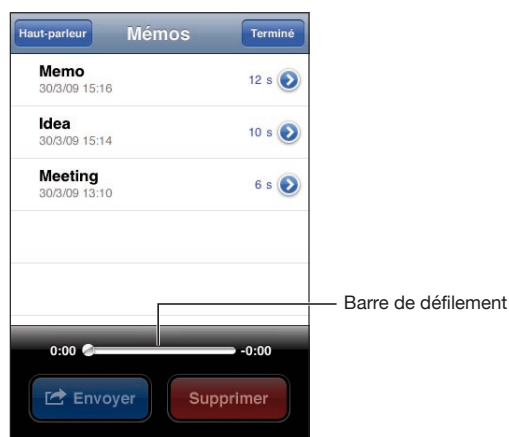 Haut-parleur Mémos Terminé
Memo
30/3/09 15:16
12 s
Idea
30/3/09 15:14
10 s
Meeting
30/3/09 13:10
6 s
Barre de défilement
0:00 -0:00
Envoyer Supprimer